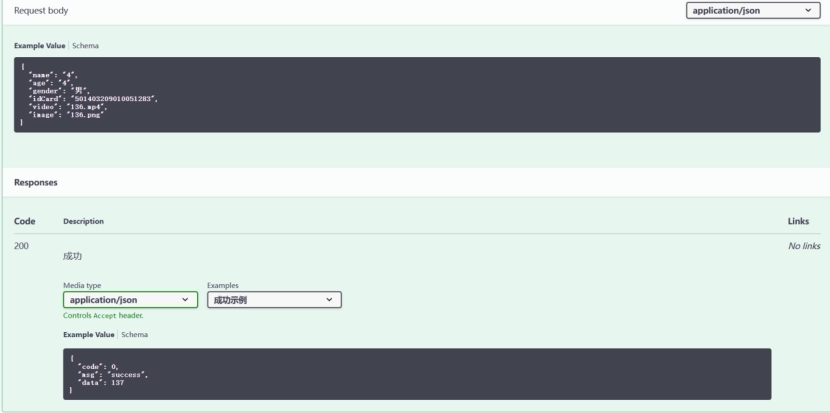 Request body
application/json
Example Value | Schema
{
"name": "4",
"age": "4",
"gender": "男",
"idCard": "501403209010051283",
"video": "136.mp4",
"image": "136.png"
}
Responses
Code Description Links
200 成功 No links
Media type Examples
application/json 成功示例
Controls Accept header.
Example Value | Schema
{
"code": 0,
"msg": "success",
"data": 137
}